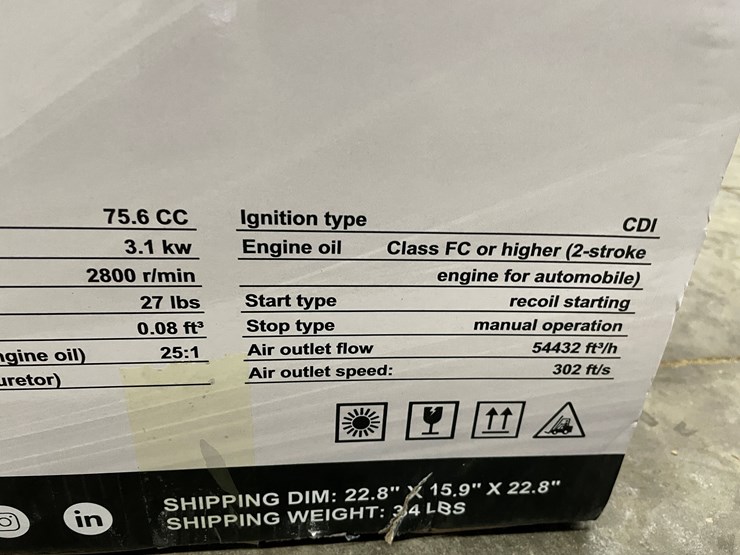 75.6 CC
3.1 kw
2800 r/min
27 lbs
0.08 ft³
ngine oil) 25:1
uretor)
Ignition type CDI
Engine oil Class FC or higher (2-stroke
engine for automobile)
Start type recoil starting
Stop type manual operation
Air outlet flow 54432 ft³/h
Air outlet speed: 302 ft/s
in
SHIPPING DIM: 22.8" X 15.9" X 22.8"
SHIPPING WEIGHT: 34 LBS